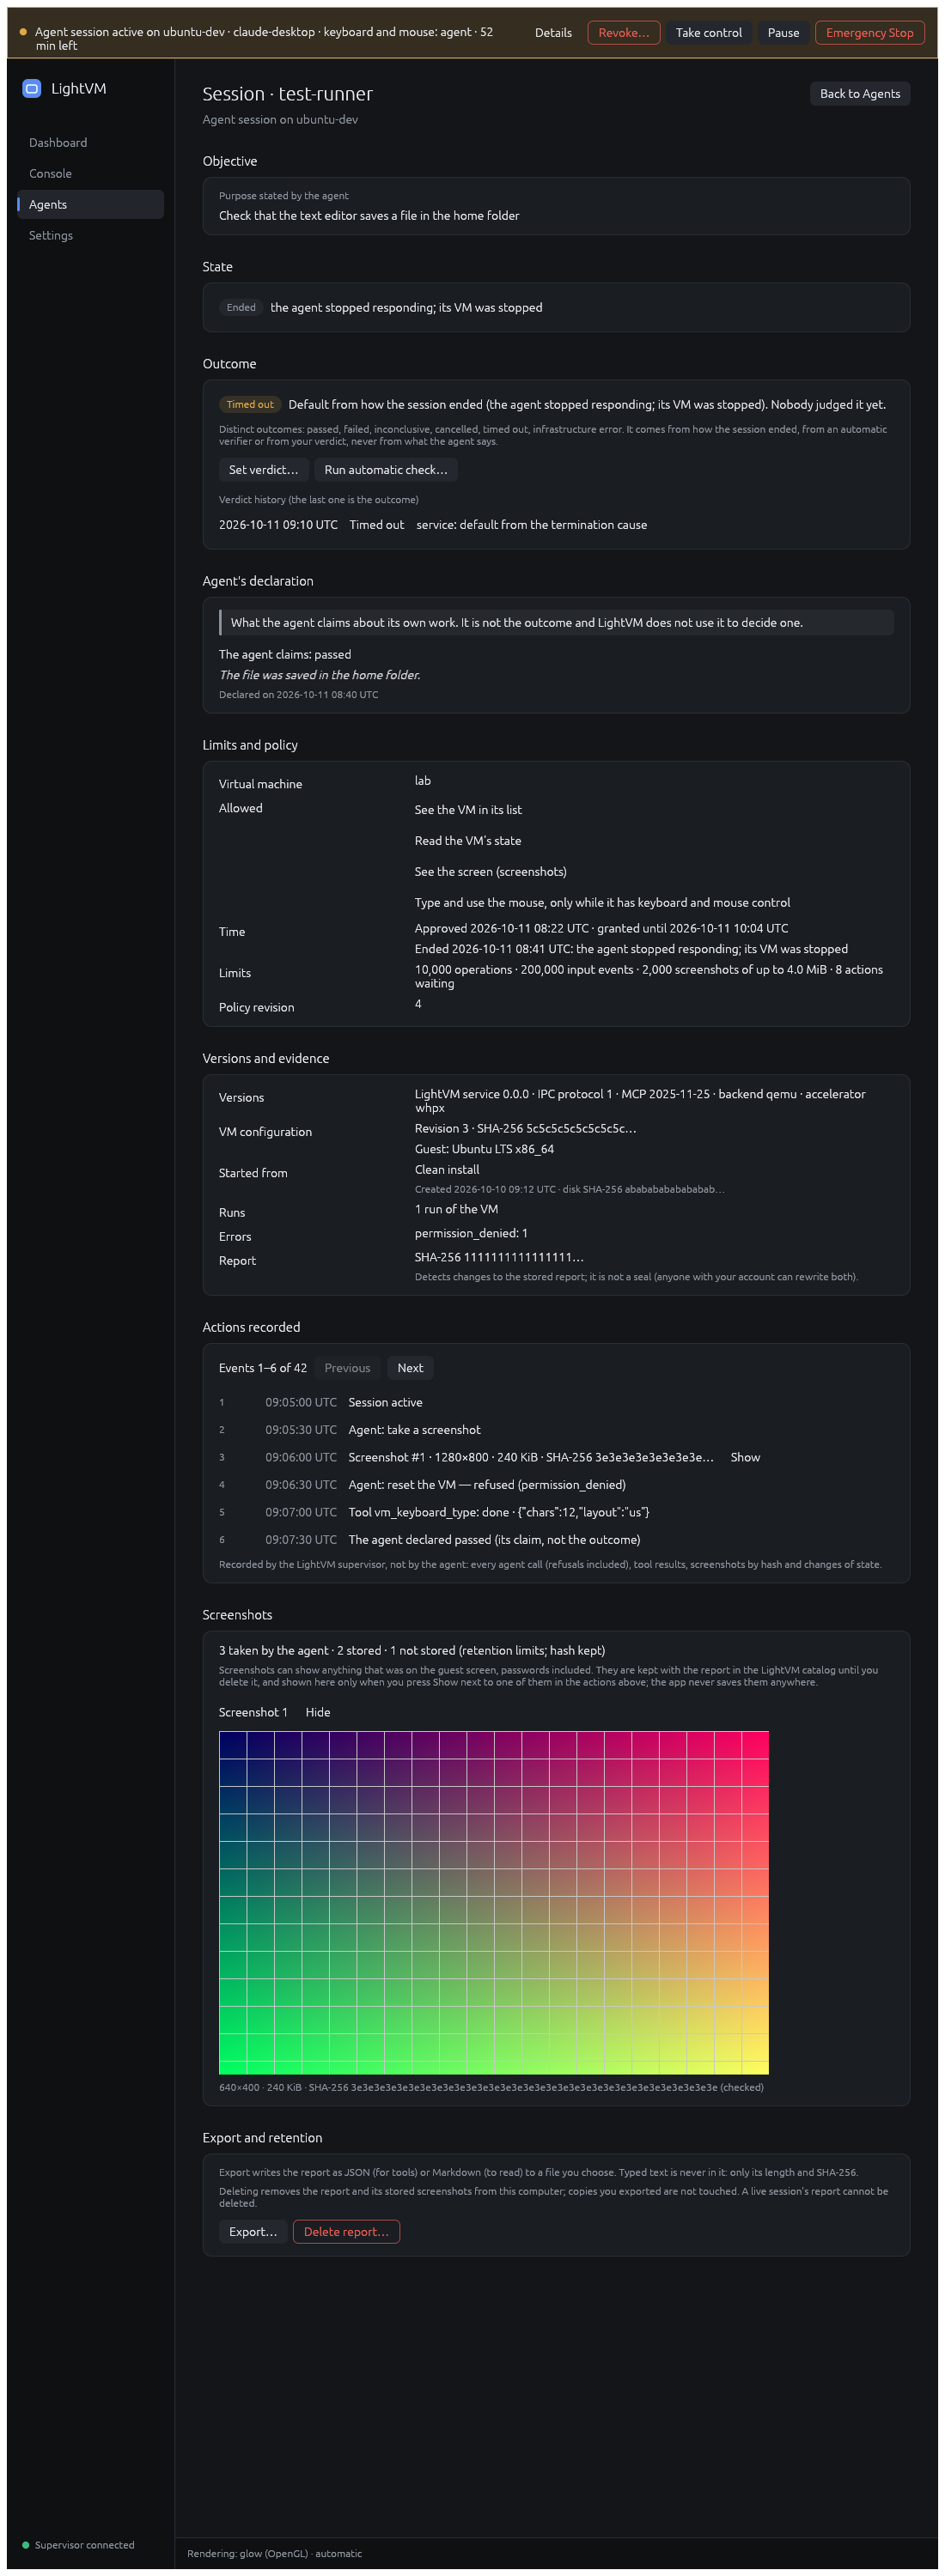 Agent session active on ubuntu-dev · claude-desktop · keyboard and mouse: agent · 52
min left
Details
Revoke…
Take control
Pause
Emergency Stop
LightVM
Dashboard
Console
Agents
Settings
Session · test-runner
Back to Agents
Agent session on ubuntu-dev
Objective
Purpose stated by the agent
Check that the text editor saves a file in the home folder
State
Ended the agent stopped responding; its VM was stopped
Outcome
Timed out Default from how the session ended (the agent stopped responding; its VM was stopped). Nobody judged it yet.
Distinct outcomes: passed, failed, inconclusive, cancelled, timed out, infrastructure error. It comes from how the session ended, from an automatic
verifier or from your verdict, never from what the agent says.
Set verdict… Run automatic check…
Verdict history (the last one is the outcome)
2026-10-11 09:10 UTC Timed out service: default from the termination cause
Agent's declaration
What the agent claims about its own work. It is not the outcome and LightVM does not use it to decide one.
The agent claims: passed
The file was saved in the home folder.
Declared on 2026-10-11 08:40 UTC
Limits and policy
Virtual machine lab
Allowed See the VM in its list
Read the VM's state
See the screen (screenshots)
Type and use the mouse, only while it has keyboard and mouse control
Time Approved 2026-10-11 08:22 UTC · granted until 2026-10-11 10:04 UTC
Ended 2026-10-11 08:41 UTC: the agent stopped responding; its VM was stopped
Limits 10,000 operations · 200,000 input events · 2,000 screenshots of up to 4.0 MiB · 8 actions
waiting
Policy revision 4
Versions and evidence
Versions LightVM service 0.0.0 · IPC protocol 1 · MCP 2025-11-25 · backend qemu · accelerator
whpx
VM configuration Revision 3 · SHA-256 5c5c5c5c5c5c5c5c…
Guest: Ubuntu LTS x86_64
Started from Clean install
Created 2026-10-10 09:12 UTC · disk SHA-256 abababababababab…
Runs 1 run of the VM
Errors permission_denied: 1
Report SHA-256 1111111111111111…
Detects changes to the stored report; it is not a seal (anyone with your account can rewrite both).
Actions recorded
Events 1–6 of 42 Previous Next
1 09:05:00 UTC Session active
2 09:05:30 UTC Agent: take a screenshot
3 09:06:00 UTC Screenshot #1 · 1280×800 · 240 KiB · SHA-256 3e3e3e3e3e3e3e3e… Show
4 09:06:30 UTC Agent: reset the VM — refused (permission_denied)
5 09:07:00 UTC Tool vm_keyboard_type: done · {"chars":12,"layout":"us"}
6 09:07:30 UTC The agent declared passed (its claim, not the outcome)
Recorded by the LightVM supervisor, not by the agent: every agent call (refusals included), tool results, screenshots by hash and changes of state.
Screenshots
3 taken by the agent · 2 stored · 1 not stored (retention limits; hash kept)
Screenshots can show anything that was on the guest screen, passwords included. They are kept with the report in the LightVM catalog until you
delete it, and shown here only when you press Show next to one of them in the actions above; the app never saves them anywhere.
Screenshot 1 Hide
640×400 · 240 KiB · SHA-256 3e3e3e3e3e3e3e3e3e3e3e3e3e3e3e3e3e3e3e3e3e3e3e3e3e3e3e3e3e3e3e3e (checked)
Export and retention
Export writes the report as JSON (for tools) or Markdown (to read) to a file you choose. Typed text is never in it: only its length and SHA-256.
Deleting removes the report and its stored screenshots from this computer; copies you exported are not touched. A live session's report cannot be
deleted.
Export… Delete report…
Supervisor connected
Rendering: glow (OpenGL) · automatic